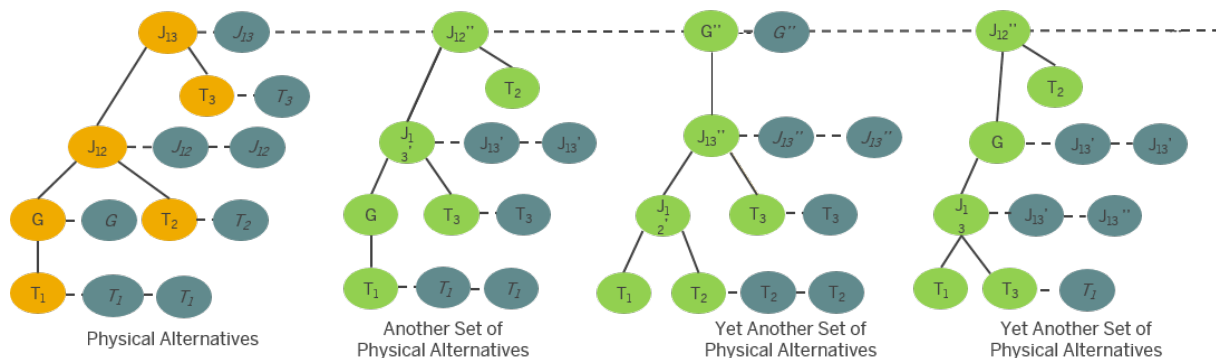 J13 J13 J12'' G'' G'' J12''
T3 T3 T2 T2
J12 J12 J12 J13' J13' J13' J13'' J13'' J13'' G J13' J13'
G G T2 T2 G T3 T3 J12' T3 T3 J13 J13' J13''
T1 T1 T1 T1 T1 T1 T1 T2 T2 T2 T1 T3 T1
Physical Alternatives
Another Set of
Physical Alternatives
Yet Another Set of
Physical Alternatives
Yet Another Set of
Physical Alternatives